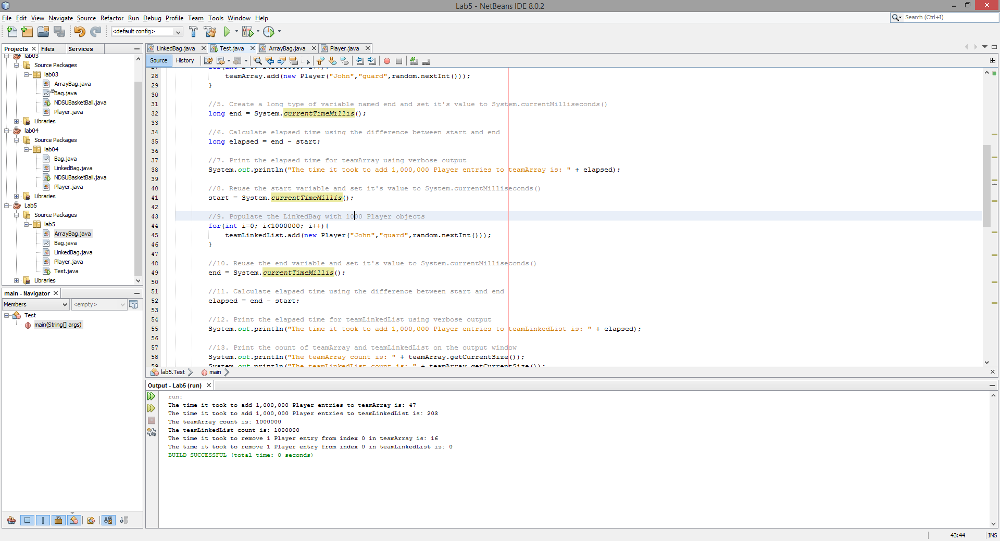 Lab5 - NetBeans IDE 8.0.2
File Edit View Navigate Source Refactor Run Debug Profile Team Tools Window Help
Search (Ctrl+I)
<default config>
Projects Files Services
lab03
Source Packages
lab03
ArrayBag.java
Bag.java
NDSUBasketBall.java
Player.java
Libraries
lab04
Source Packages
lab04
Bag.java
LinkedBag.java
NDSUBasketBall.java
Player.java
Libraries
Lab5
Source Packages
lab5
ArrayBag.java
Bag.java
LinkedBag.java
Player.java
Test.java
Libraries
main - Navigator
Members <empty>
Test
main(String[] args)
LinkedBag.java Test.java ArrayBag.java Player.java
Source History
27 for(int i=0; i<1000000; i++){
28 teamArray.add(new Player("John","guard",random.nextInt()));
29 }
30
31 //5. Create a long type of variable named end and set it's value to System.currentMilliseconds()
32 long end = System.currentTimeMillis();
33
34 //6. Calculate elapsed time using the difference between start and end
35 long elapsed = end - start;
36
37 //7. Print the elapsed time for teamArray using verbose output
38 System.out.println("The time it took to add 1,000,000 Player entries to teamArray is: " + elapsed);
39
40 //8. Reuse the start variable and set it's value to System.currentMilliseconds()
41 start = System.currentTimeMillis();
42
43 //9. Populate the LinkedBag with 1000 Player objects
44 for(int i=0; i<1000000; i++){
45 teamLinkedList.add(new Player("John","guard",random.nextInt()));
46 }
47
48 //10. Reuse the end variable and set it's value to System.currentMilliseconds()
49 end = System.currentTimeMillis();
50
51 //11. Calculate elapsed time using the difference between start and end
52 elapsed = end - start;
53
54 //12. Print the elapsed time for teamLinkedList using verbose output
55 System.out.println("The time it took to add 1,000,000 Player entries to teamLinkedList is: " + elapsed);
56
57 //13. Print the count of teamArray and teamLinkedList on the output window
58 System.out.println("The teamArray count is: " + teamArray.getCurrentSize());
59 System.out.println("The teamLinkedList count is: " + teamArray.getCurrentSize());
lab5.Test main
Output - Lab5 (run)
run:
The time it took to add 1,000,000 Player entries to teamArray is: 47
The time it took to add 1,000,000 Player entries to teamLinkedList is: 203
The teamArray count is: 1000000
The teamLinkedList count is: 1000000
The time it took to remove 1 Player entry from index 0 in teamArray is: 16
The time it took to remove 1 Player entry from index 0 in teamLinkedList is: 0
BUILD SUCCESSFUL (total time: 0 seconds)
43:44 INS